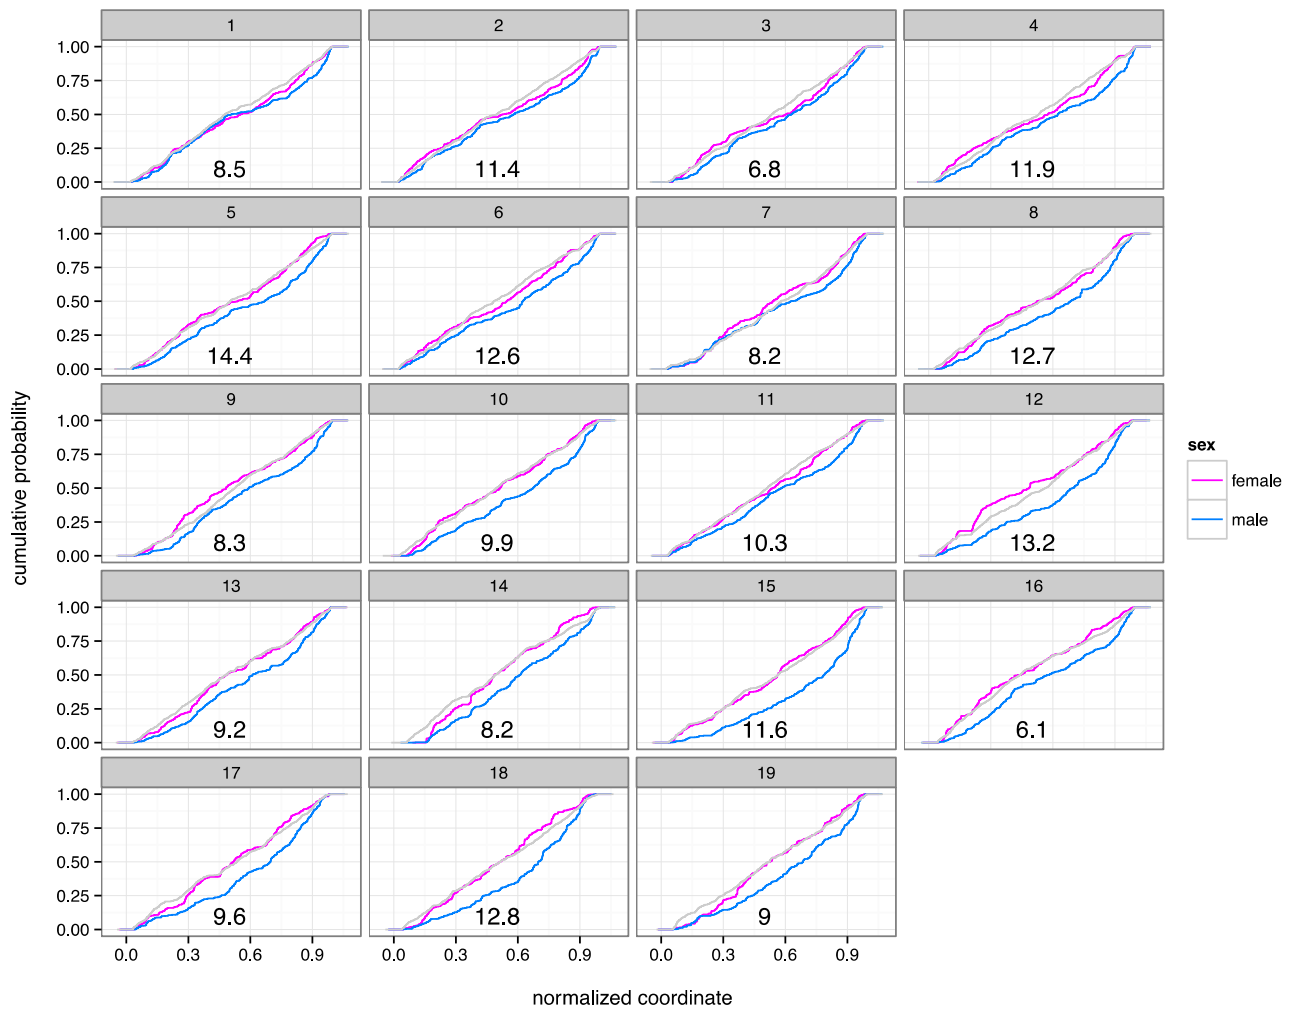 1 2 3 4
1.00
0.75
0.50
0.25
0.00
8.5 11.4 6.8 11.9
5 6 7 8
1.00
0.75
0.50
0.25
0.00
14.4 12.6 8.2 12.7
9 10 11 12
1.00
0.75
0.50
0.25
0.00
8.3 9.9 10.3 13.2
13 14 15 16
1.00
0.75
0.50
0.25
0.00
9.2 8.2 11.6 6.1
17 18 19
1.00
0.75
0.50
0.25
0.00
9.6 12.8 9
0.0 0.3 0.6 0.9 0.0 0.3 0.6 0.9 0.0 0.3 0.6 0.9
normalized coordinate
cumulative probability
sex
female
male